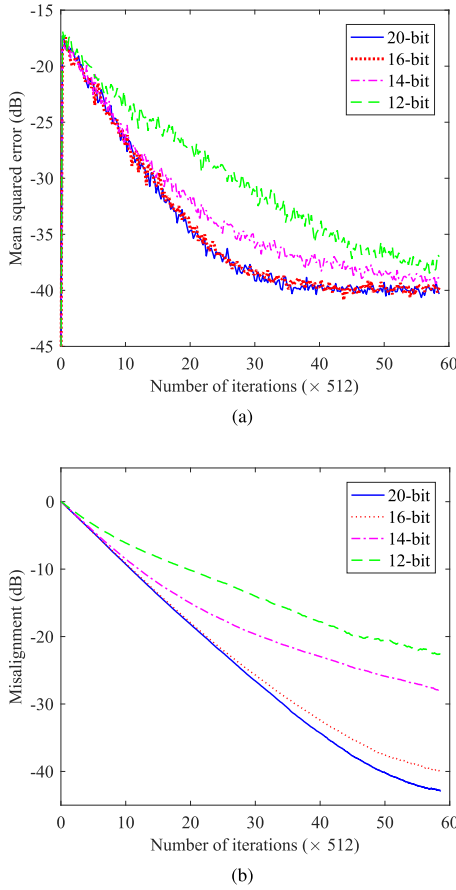 -15
-20
-25
-30
-35
-40
-45
Mean squared error (dB)
20-bit
16-bit
14-bit
12-bit
0 10 20 30 40 50 60
Number of iterations (× 512)
(a)
0
-10
-20
-30
-40
Misalignment (dB)
20-bit
16-bit
14-bit
12-bit
0 10 20 30 40 50 60
Number of iterations (× 512)
(b)